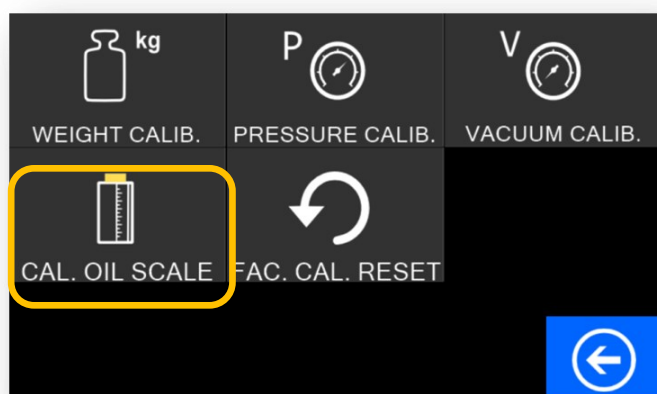 kg
P
V
WEIGHT CALIB.
PRESSURE CALIB.
VACUUM CALIB.
CAL. OIL SCALE
FAC. CAL. RESET